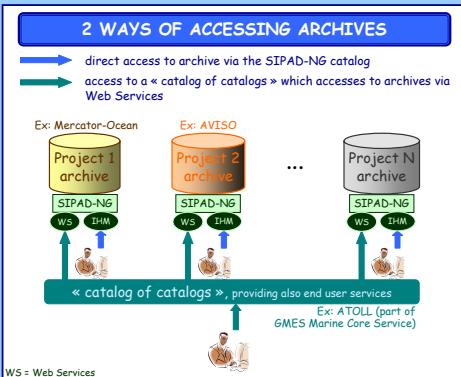 2 WAYS OF ACCESSING ARCHIVES
direct access to archive via the SIPAD-NG catalog
access to a « catalog of catalogs » which accesses to archives via
Web Services
Ex: Mercator-Ocean
Ex: AVISO
Project 1
archive
Project 2
archive
...
Project N
archive
SIPAD-NG
SIPAD-NG
SIPAD-NG
WS
IHM
WS
IHM
WS
IHM
« catalog of catalogs », providing also end user services
Ex: ATOLL (part of
GMES Marine Core Service)
WS = Web Services